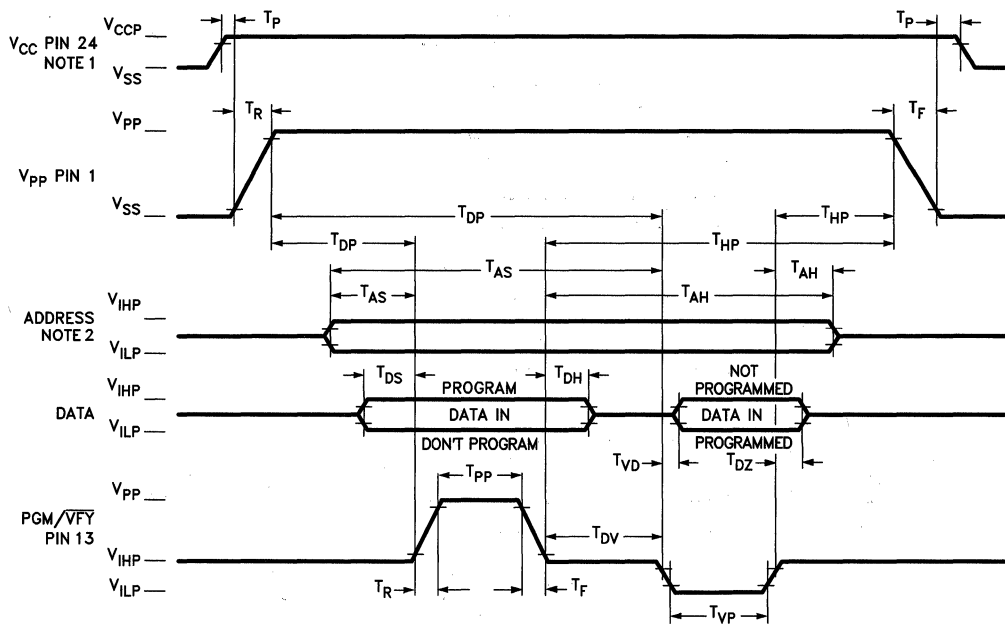 V_CCP
T_P
T_P
V_CC PIN 24
NOTE 1
V_SS
T_R
T_F
V_PP
V_PP PIN 1
V_SS
T_DP
T_HP
T_DP
T_HP
T_AS
T_AH
V_IHP
T_AS
T_AH
ADDRESS
NOTE 2
V_ILP
V_IHP
T_DS
PROGRAM
T_DH
NOT
PROGRAMMED
DATA
DATA IN
DATA IN
V_ILP
DON'T PROGRAM
PROGRAMMED
T_VD
T_DZ
V_PP
T_PP
PGM/V̅F̅Y̅
PIN 13
T_DV
V_IHP
V_ILP
T_R
T_F
T_VP